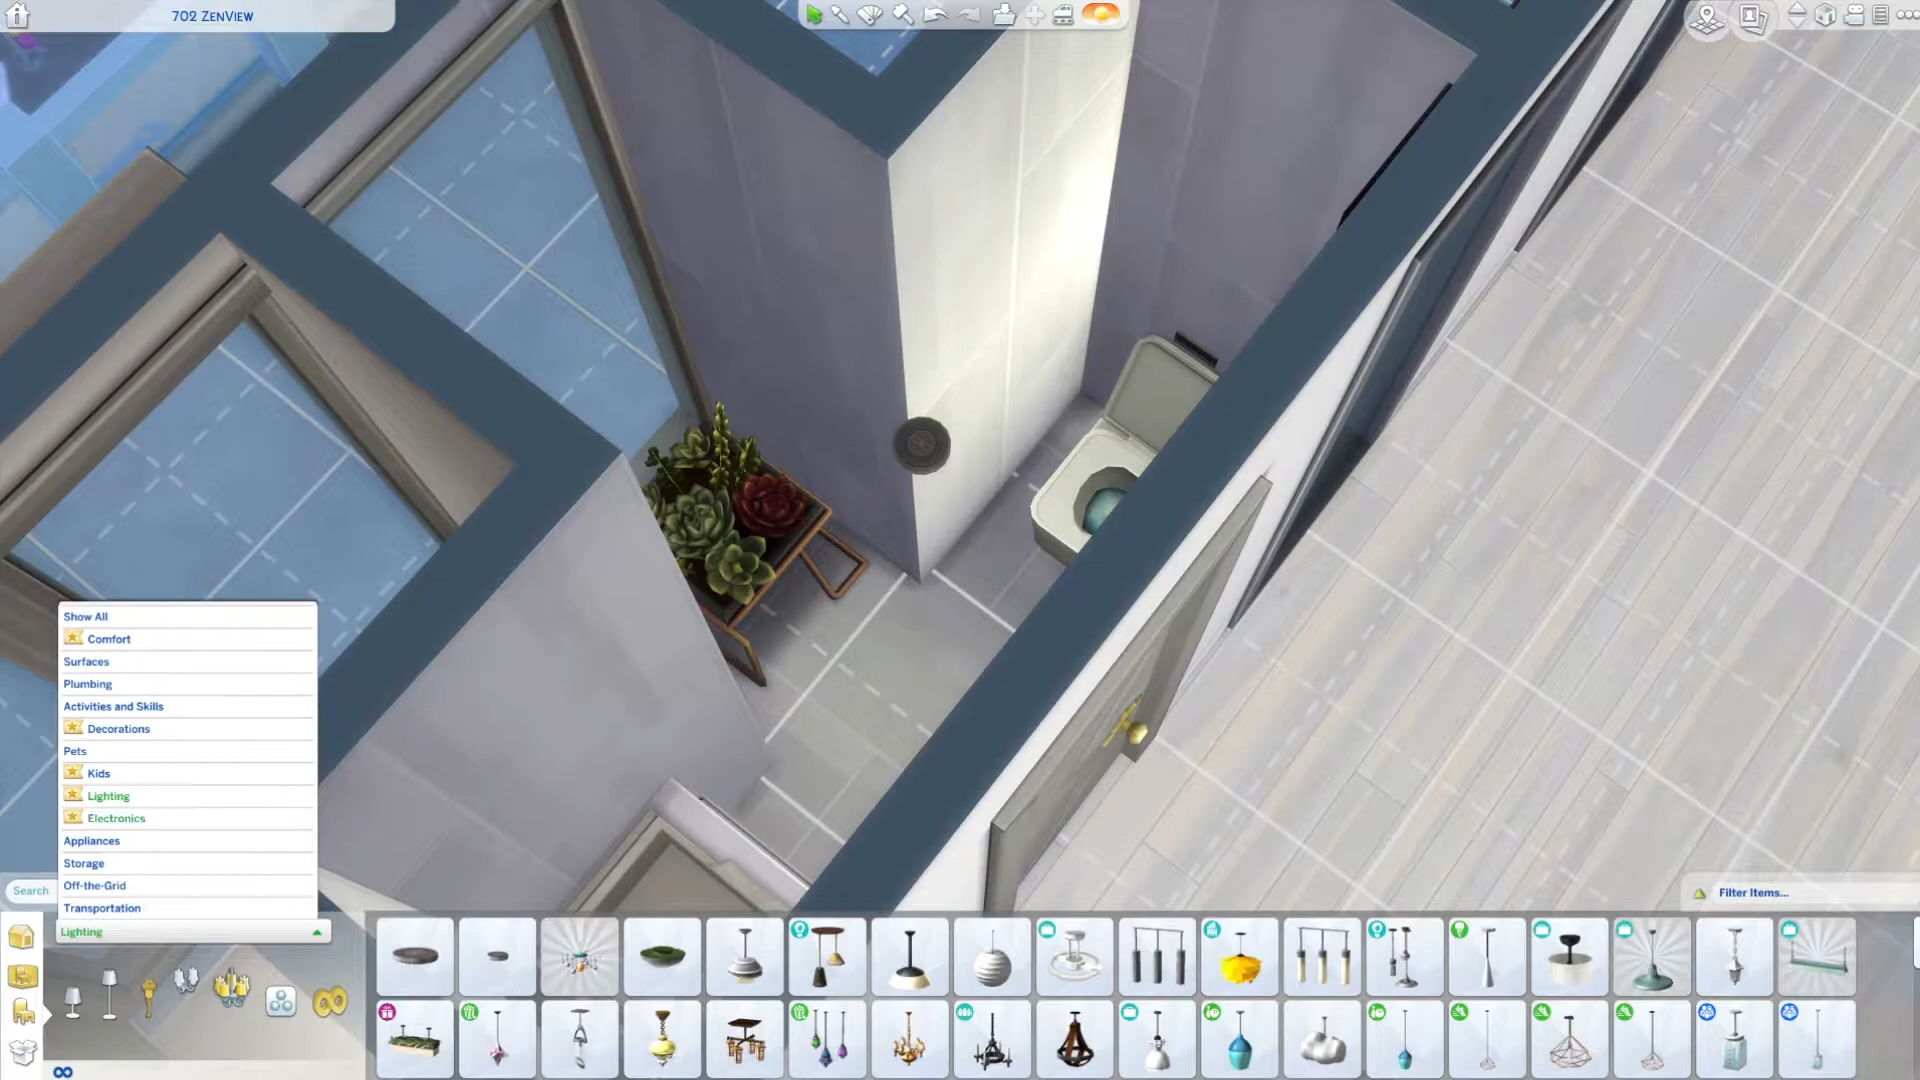 702 ZenView
Show All
Comfort
Surfaces
Plumbing
Activities and Skills
Decorations
Pets
Kids
Lighting
Electronics
Appliances
Storage
Off-the-Grid
Transportation
Search
Lighting
Filter Items...